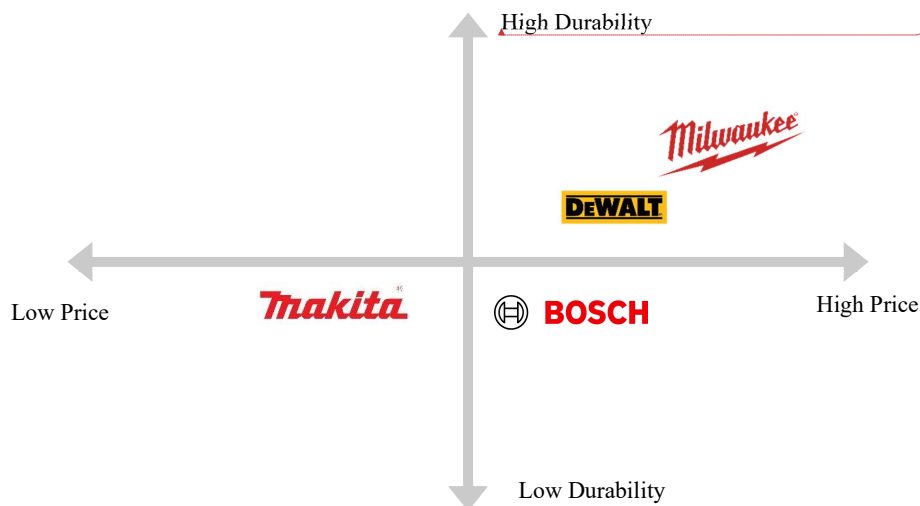 High Durability
Milwaukee
DEWALT
Low Price
makita
BOSCH
High Price
Low Durability